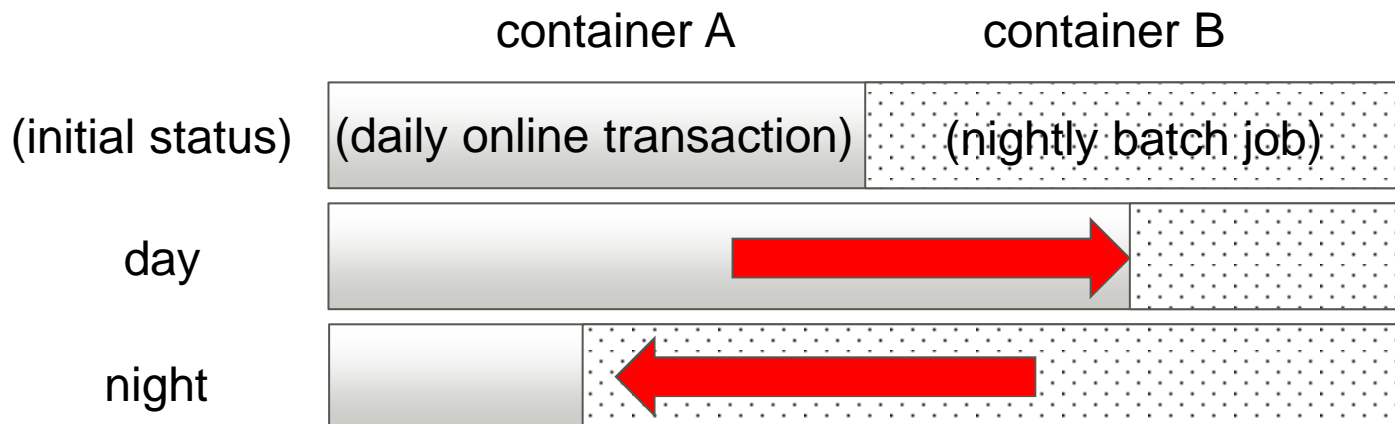 container A container B
(initial status) (daily online transaction) (nightly batch job)
day
night